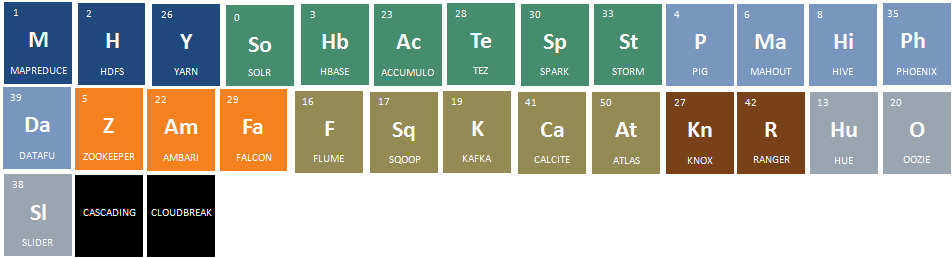 1 2 26 0 3 23 28 30 33 4 6 8 35
M H Y So Hb Ac Te Sp St P Ma Hi Ph
MAPREDUCE HDFS YARN SOLR HBASE ACCUMULO TEZ SPARK STORM PIG MAHOUT HIVE PHOENIX
39 5 22 29 16 17 19 41 50 27 42 13 20
Da Z Am Fa F Sq K Ca At Kn R Hu O
DATAFU ZOOKEEPER AMBARI FALCON FLUME SQOOP KAFKA CALCITE ATLAS KNOX RANGER HUE OOZIE
38
Sl CASCADING CLOUDBREAK
SLIDER